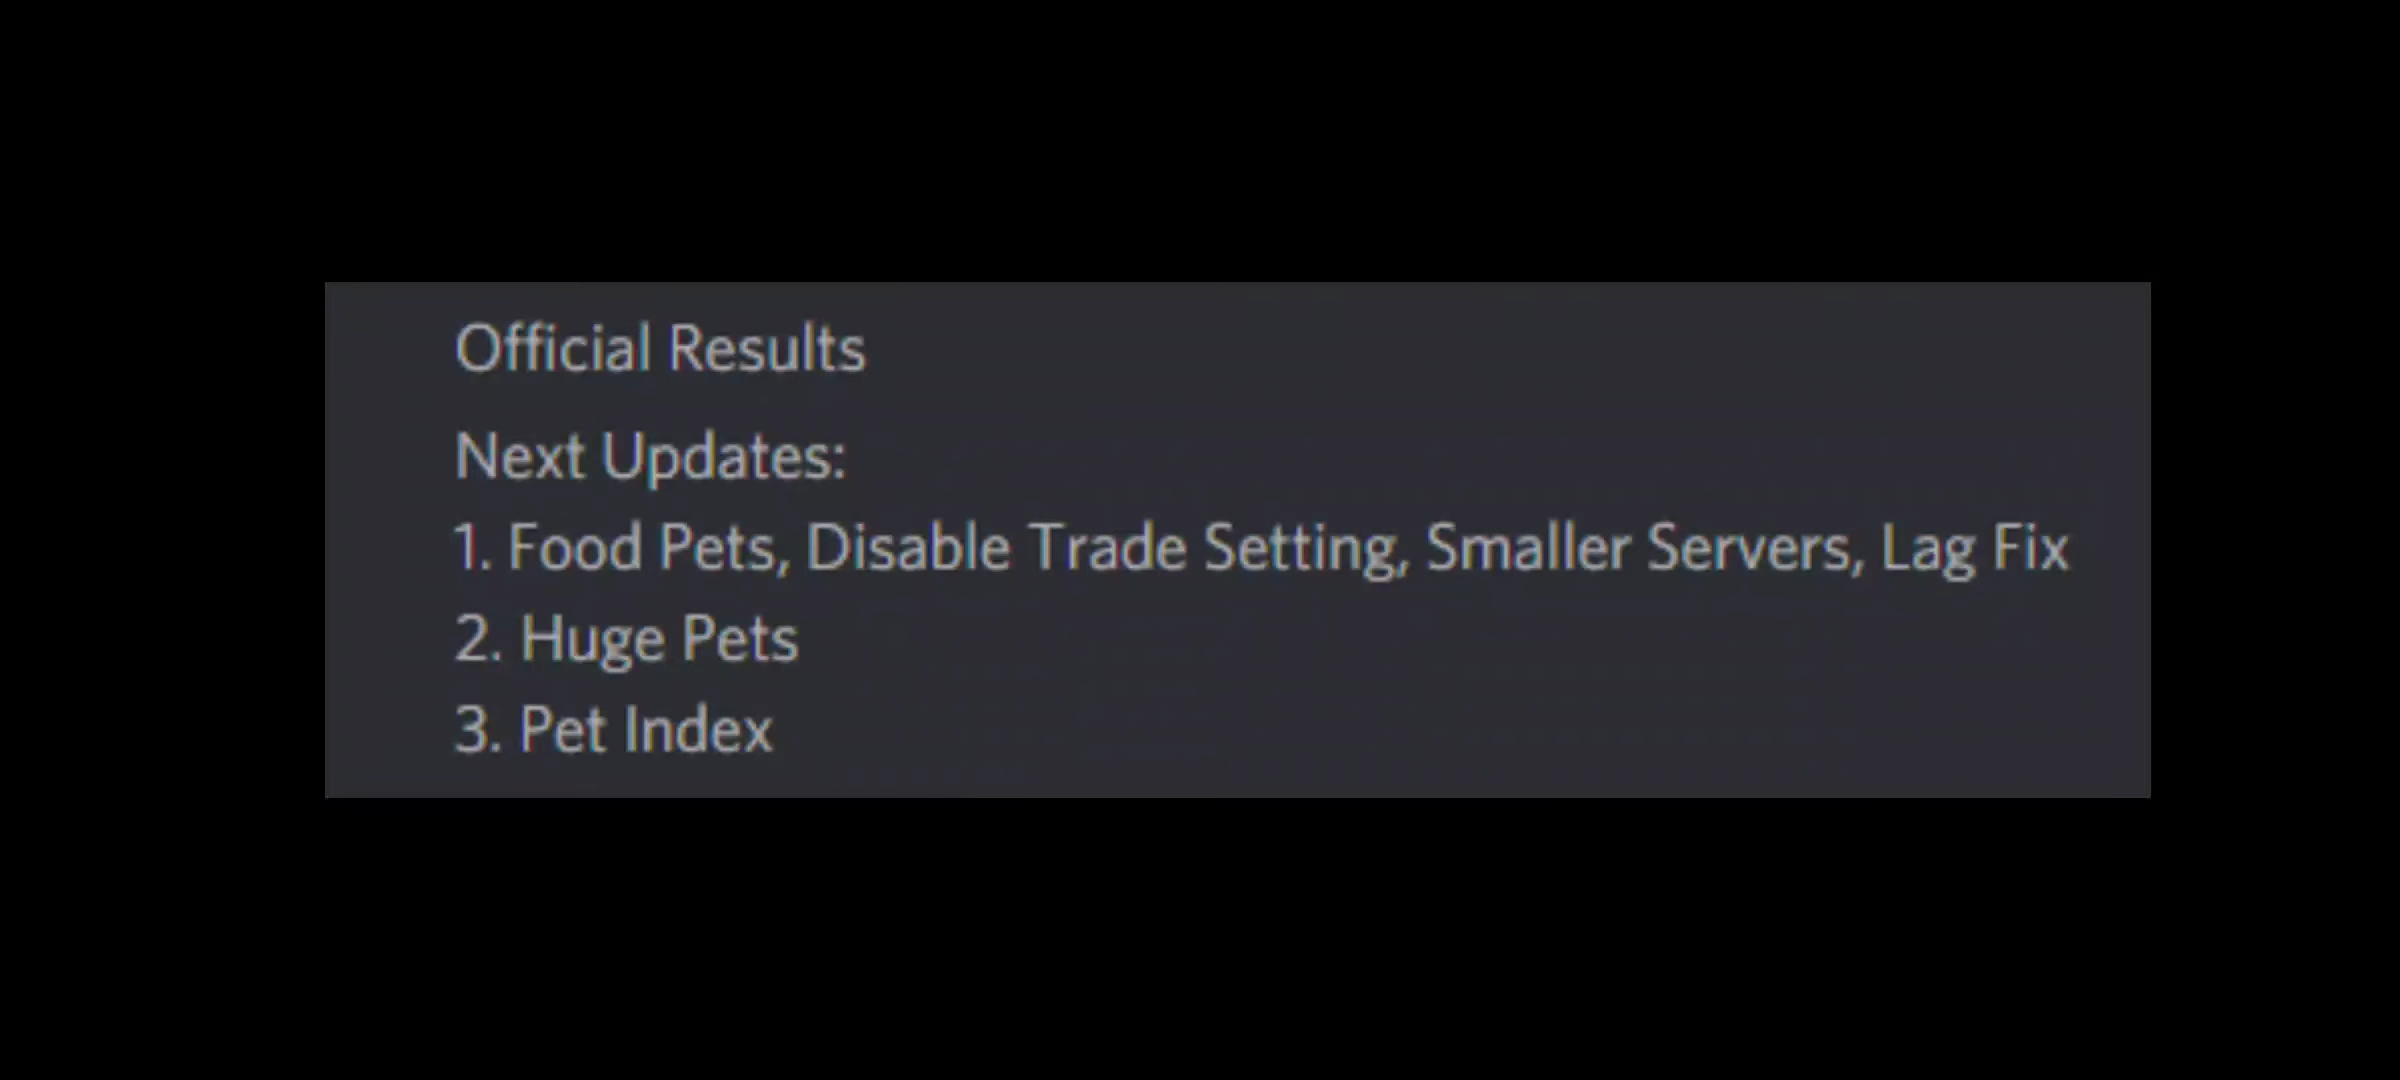 Official Results
Next Updates:
1. Food Pets, Disable Trade Setting, Smaller Servers, Lag Fix
2. Huge Pets
3. Pet Index